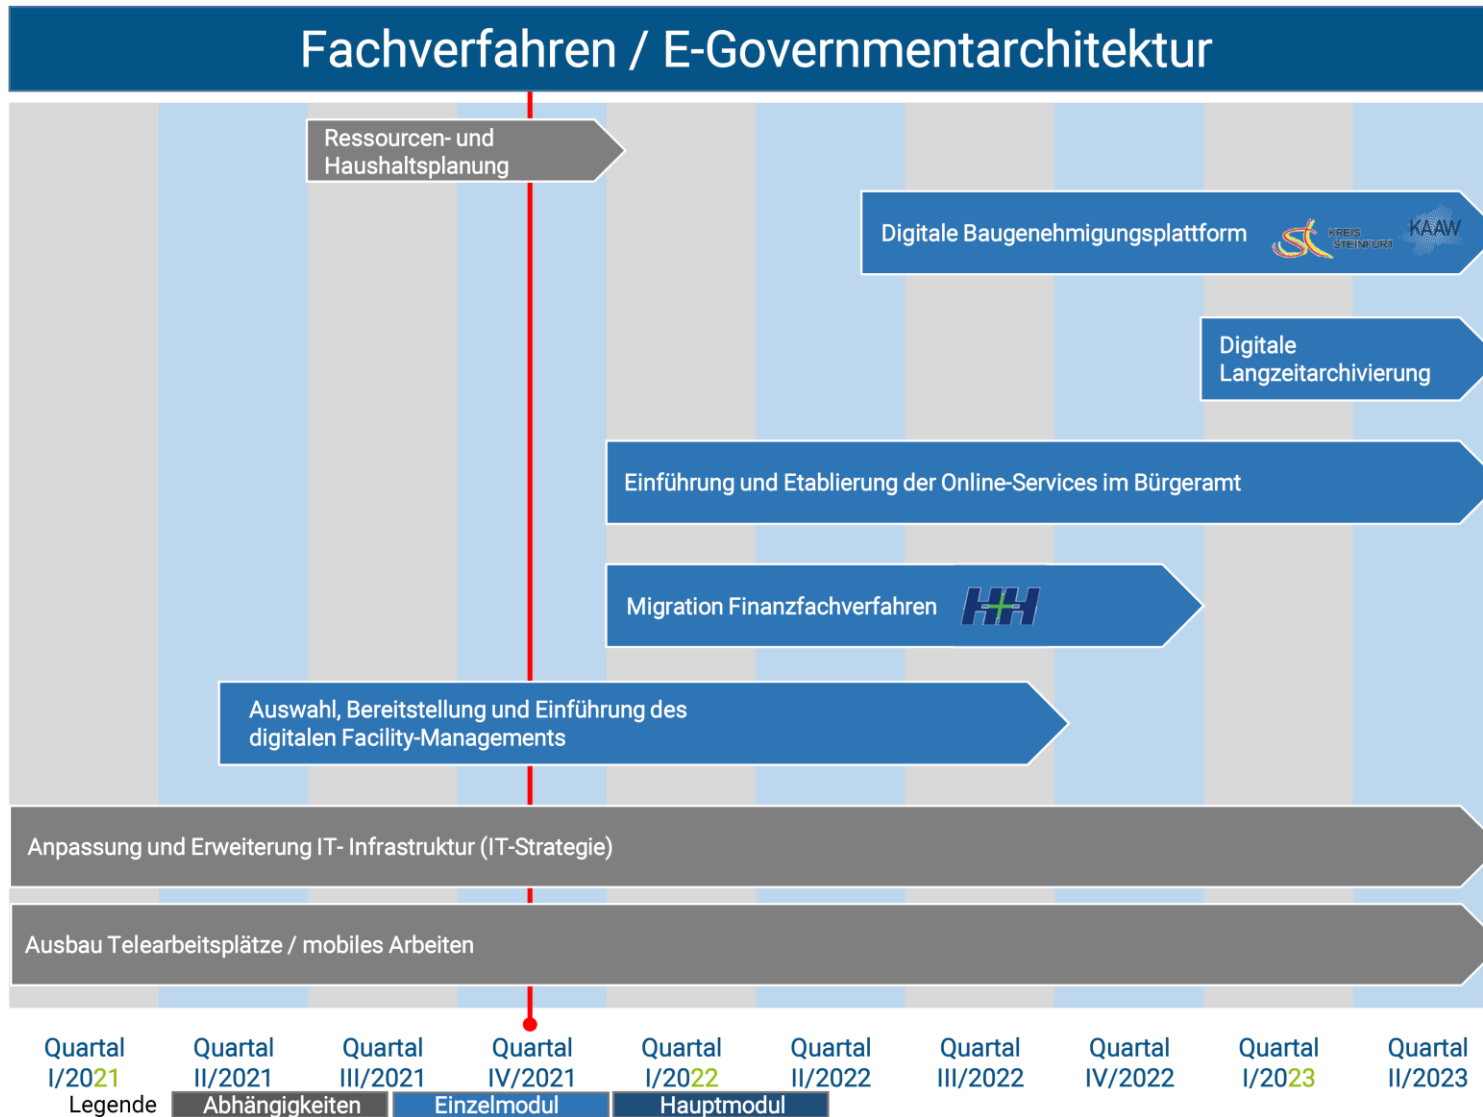 Fachverfahren / E-Governmentarchitektur
Ressourcen- und
Haushaltsplanung
Digitale Baugenehmigungsplattform
KREIS
STEINFURT
KAAW
Digitale
Langzeitarchivierung
Einführung und Etablierung der Online-Services im Bürgeramt
Migration Finanzfachverfahren
H+H
Auswahl, Bereitstellung und Einführung des
digitalen Facility-Managements
Anpassung und Erweiterung IT- Infrastruktur (IT-Strategie)
Ausbau Telearbeitsplätze / mobiles Arbeiten
Quartal
I/2021
Quartal
II/2021
Quartal
III/2021
Quartal
IV/2021
Quartal
I/2022
Quartal
II/2022
Quartal
III/2022
Quartal
IV/2022
Quartal
I/2023
Quartal
II/2023
Legende
Abhängigkeiten
Einzelmodul
Hauptmodul